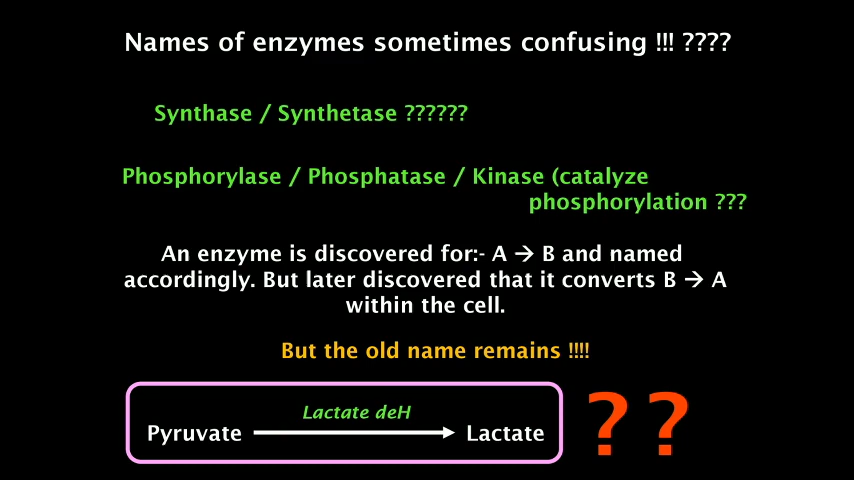 Names of enzymes sometimes confusing !!! ????
Synthase / Synthetase ??????
Phosphorylase / Phosphatase / Kinase (catalyze
phosphorylation ???
An enzyme is discovered for:- A → B and named
accordingly. But later discovered that it converts B → A
within the cell.
But the old name remains !!!!
Lactate deH
Pyruvate → Lactate
? ?